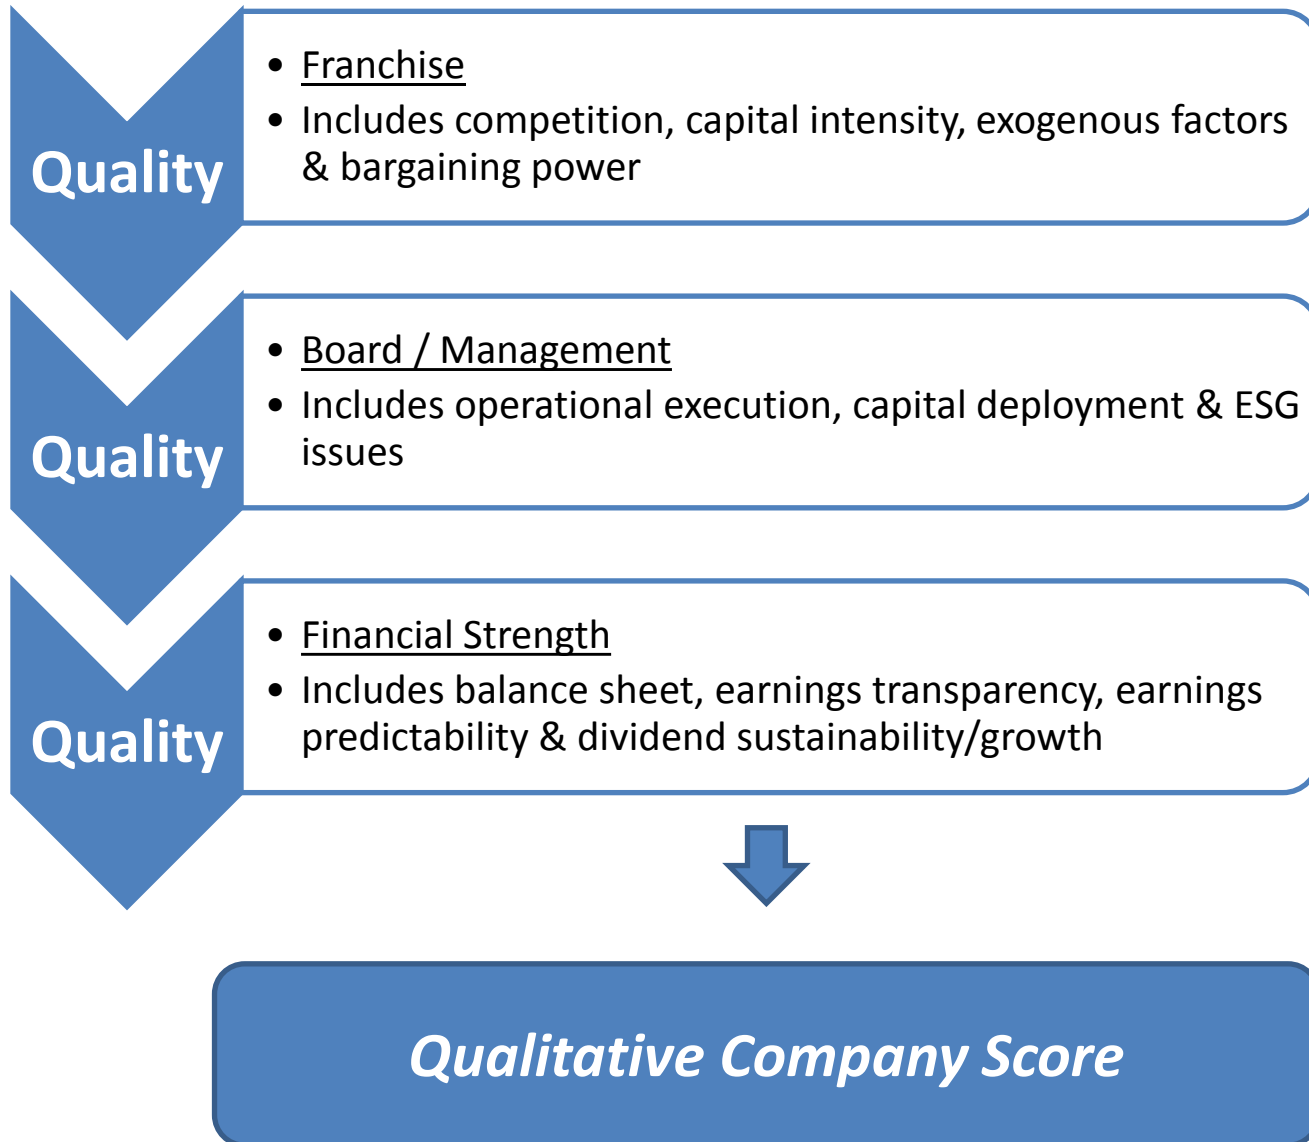 Quality
• Franchise
• Includes competition, capital intensity, exogenous factors
& bargaining power
Quality
• Board / Management
• Includes operational execution, capital deployment & ESG
issues
Quality
• Financial Strength
• Includes balance sheet, earnings transparency, earnings
predictability & dividend sustainability/growth
Qualitative Company Score